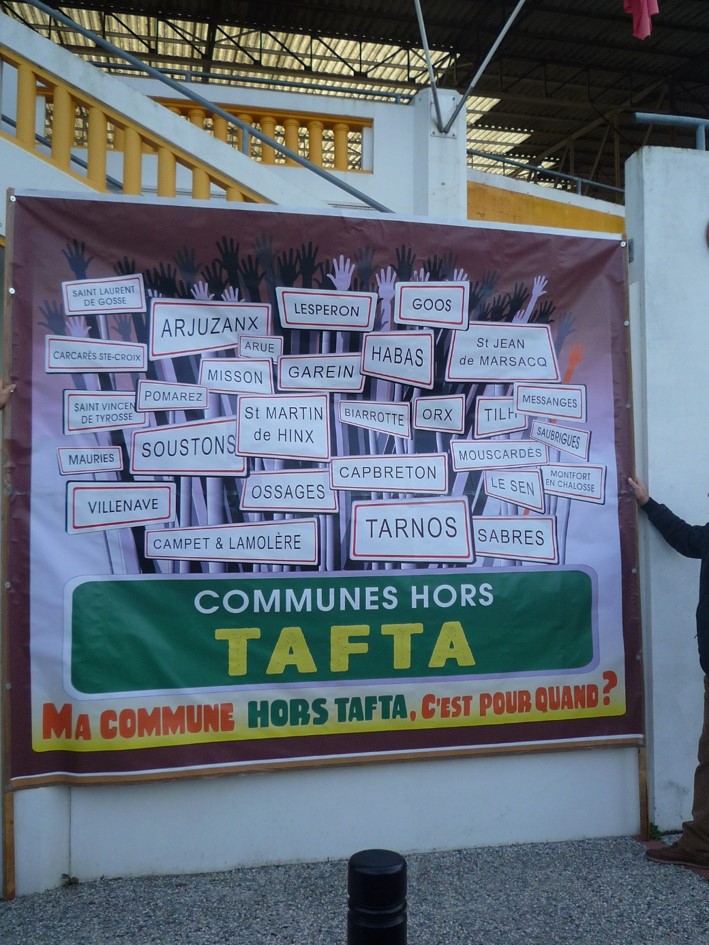 SAINT LAURENT
DE GOSSE
ARJUZANX
LESPERON
GOOS
CARCARÉS STE-CROIX
ARUE
HABAS
St JEAN
de MARSACQ
MISSON
GAREIN
POMAREZ
SAINT VINCENT
DE TYROSSE
St MARTIN
de HINX
BIARROTTE
ORX
TILH
MESSANGES
SAUBRIGUES
MAURIES
SOUSTONS
MOUSCARDÈS
CAPBRETON
LE SEN
MONTFORT
EN CHALOSSE
VILLENAVE
OSSAGES
CAMPET & LAMOLÈRE
TARNOS
SABRES
COMMUNES HORS
TAFTA
MA COMMUNE HORS TAFTA, C'EST POUR QUAND ?